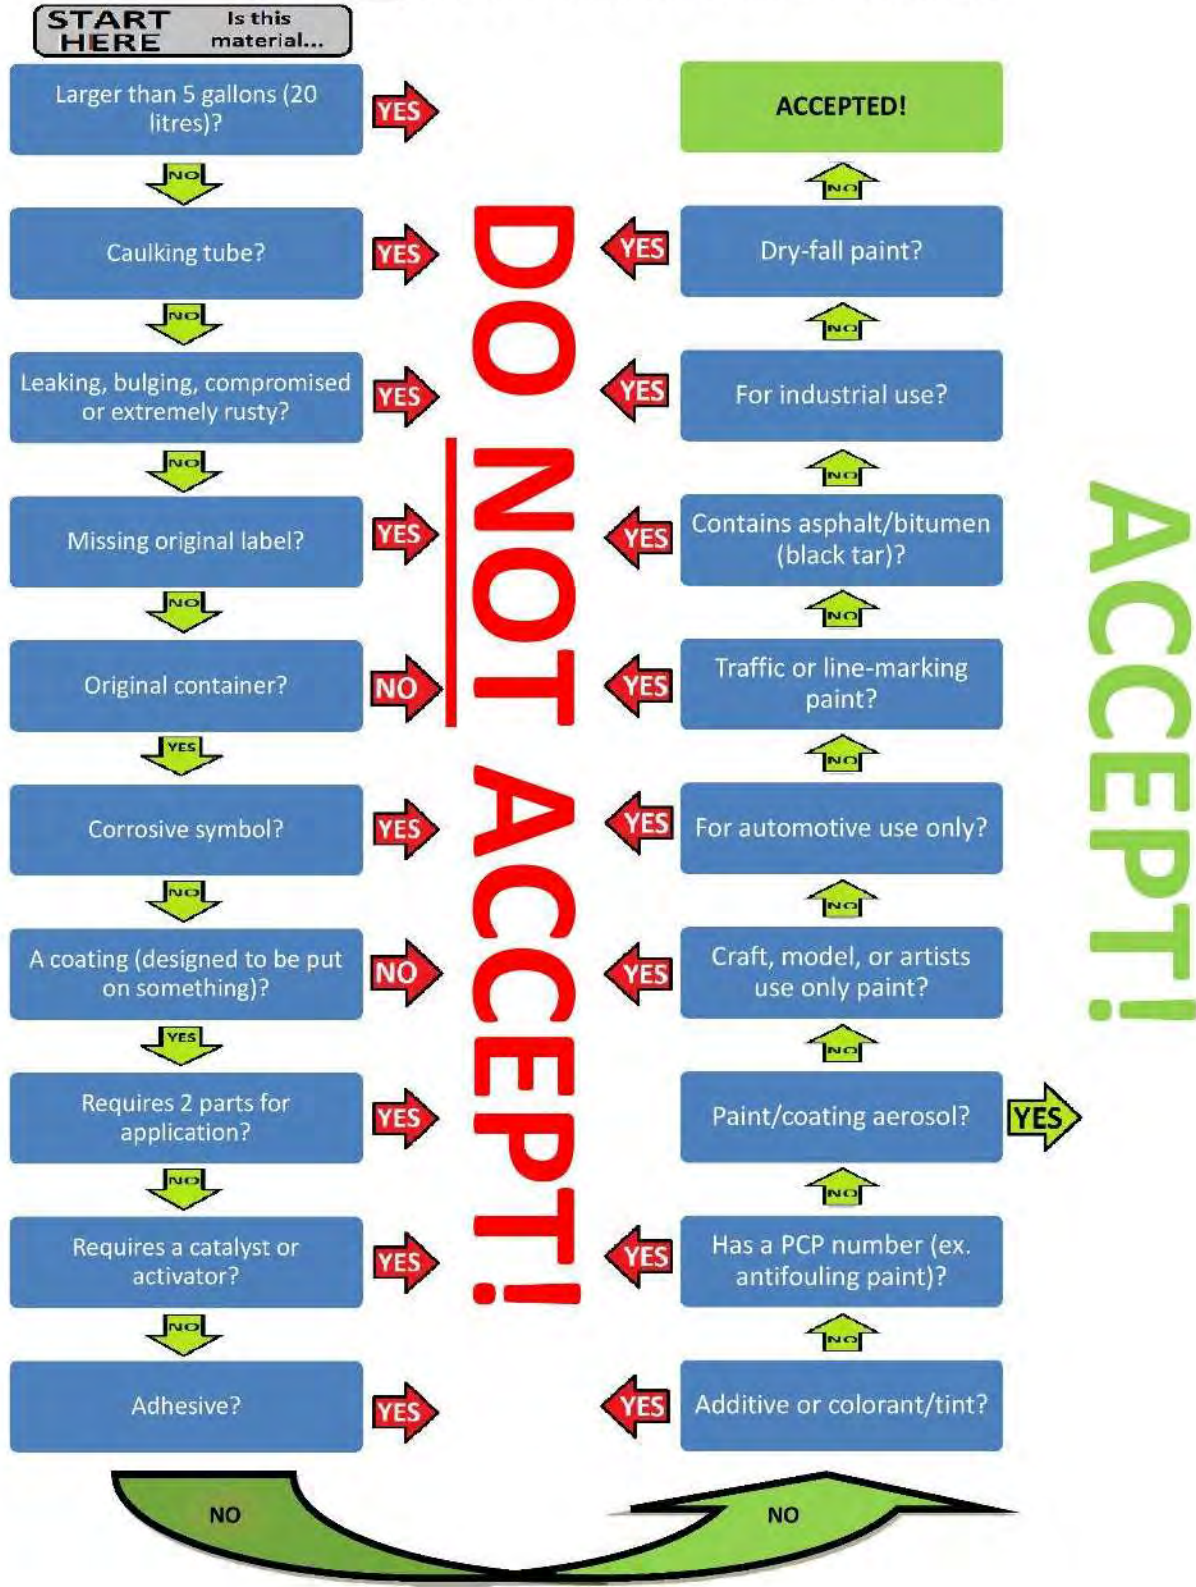 START
HERE
Is this
material...
Larger than 5 gallons (20
litres)?
YES
NO
Caulking tube?
YES
NO
Leaking, bulging, compromised
or extremely rusty?
YES
NO
Missing original label?
YES
NO
Original container?
NO
YES
Corrosive symbol?
YES
NO
A coating (designed to be put
on something)?
NO
YES
Requires 2 parts for
application?
YES
NO
Requires a catalyst or
activator?
YES
NO
Adhesive?
YES
NO
DO NOT ACCEPT!
NO
Additive or colorant/tint?
YES
NO
Has a PCP number (ex.
antifouling paint)?
YES
NO
Paint/coating aerosol?
YES
NO
Craft, model, or artists
use only paint?
YES
NO
For automotive use only?
YES
NO
Traffic or line-marking
paint?
YES
NO
Contains asphalt/bitumen
(black tar)?
YES
NO
For industrial use?
YES
NO
Dry-fall paint?
YES
NO
ACCEPTED!
ACCEPT!